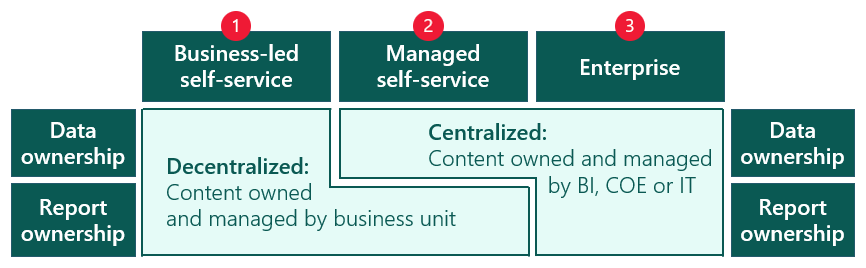 1
2
3
Business-led
self-service
Managed
self-service
Enterprise
Data
ownership
Report
ownership
Decentralized:
Content owned
and managed by business unit
Centralized:
Content owned and managed
by BI, COE or IT
Data
ownership
Report
ownership